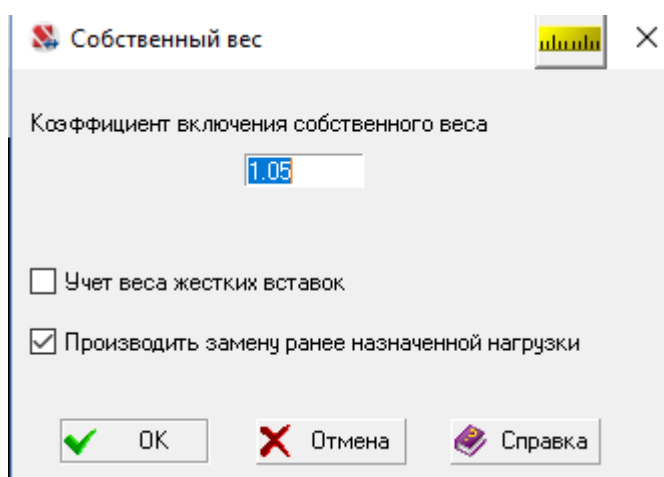 Собственный вес
Коэффициент включения собственного веса
1.05
Учет веса жестких вставок
Производить замену ранее назначенной нагрузки
OK
Отмена
Справка